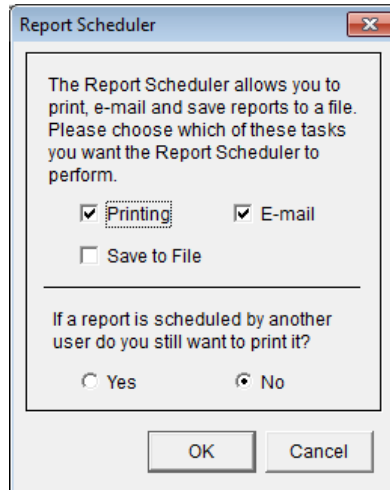 Report Scheduler
The Report Scheduler allows you to
print, e-mail and save reports to a file.
Please choose which of these tasks
you want the Report Scheduler to
perform.
Printing E-mail
Save to File
If a report is scheduled by another
user do you still want to print it?
Yes No
OK Cancel